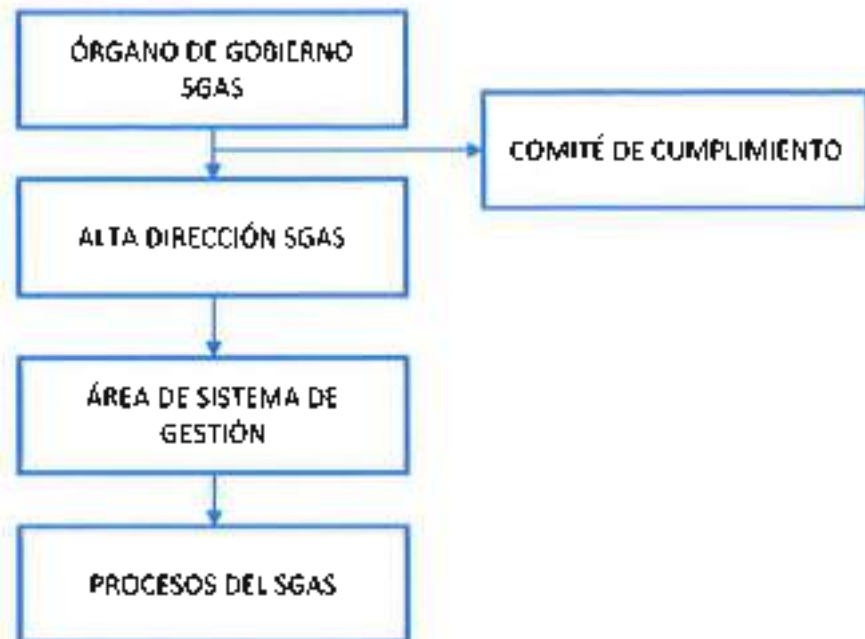 ÓRGANO DE GOBIERNO
SGAS
COMITÉ DE CUMPLIMIENTO
ALTA DIRECCIÓN SGAS
ÁREA DE SISTEMA DE
GESTIÓN
PROCESOS DEL SGAS